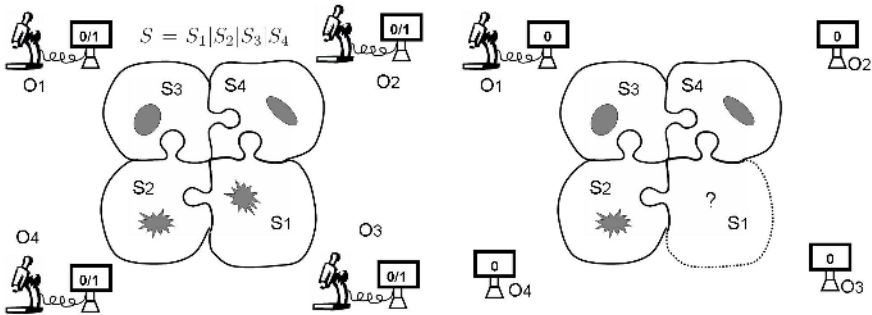 0/1
S = S₁|S₂|S₃|S₄
0/1
O1
O2
S3
S4
S2
S1
O4
O3
0/1
0/1
0
0
O1
O2
S3
S4
S2
?
S1
0
0
O4
O3